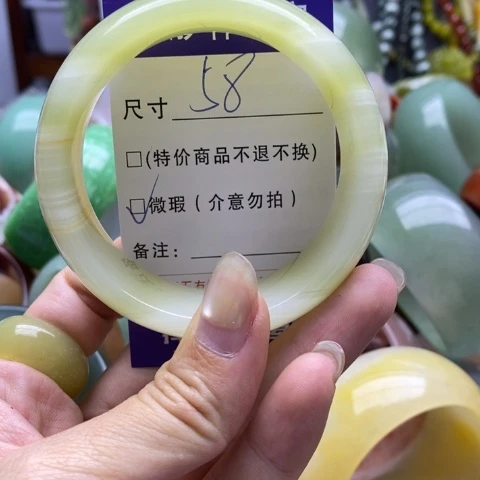 尺寸 58
□(特价商品不退不换)
☑微瑕(介意勿拍)
备注: